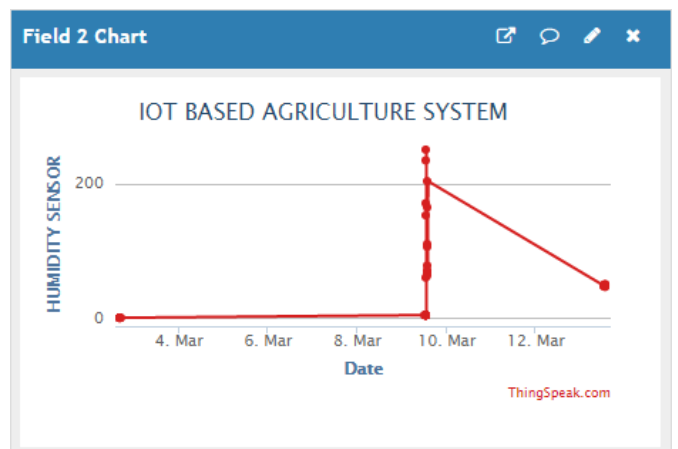 Field 2 Chart
IOT BASED AGRICULTURE SYSTEM
HUMIDITY SENSOR
200
0
4. Mar 6. Mar 8. Mar 10. Mar 12. Mar
Date
ThingSpeak.com